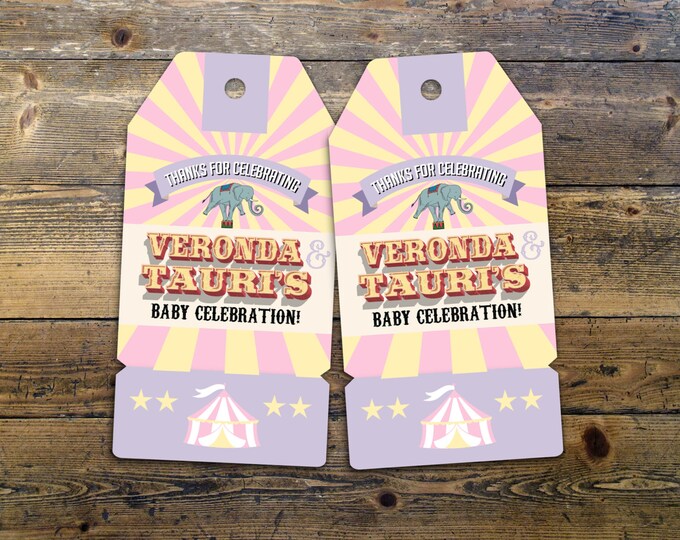 THANKS FOR CELEBRATING
VERONDA &
TAURI'S
BABY CELEBRATION!
THANKS FOR CELEBRATING
VERONDA &
TAURI'S
BABY CELEBRATION!